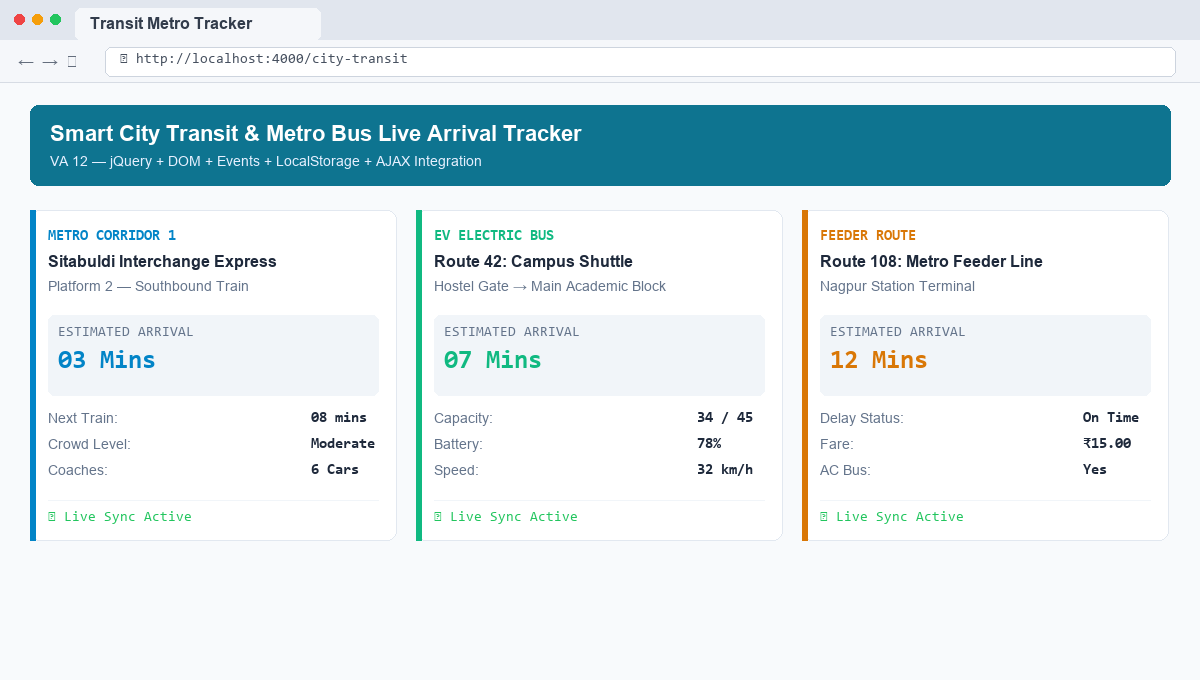 Transit Metro Tracker
http://localhost:4000/city-transit
Smart City Transit & Metro Bus Live Arrival Tracker
VA 12 — jQuery + DOM + Events + LocalStorage + AJAX Integration
METRO CORRIDOR 1
Sitabuldi Interchange Express
Platform 2 — Southbound Train
ESTIMATED ARRIVAL
03 Mins
Next Train: 08 mins
Crowd Level: Moderate
Coaches: 6 Cars
Live Sync Active
EV ELECTRIC BUS
Route 42: Campus Shuttle
Hostel Gate → Main Academic Block
ESTIMATED ARRIVAL
07 Mins
Capacity: 34 / 45
Battery: 78%
Speed: 32 km/h
Live Sync Active
FEEDER ROUTE
Route 108: Metro Feeder Line
Nagpur Station Terminal
ESTIMATED ARRIVAL
12 Mins
Delay Status: On Time
Fare: ₹15.00
AC Bus: Yes
Live Sync Active